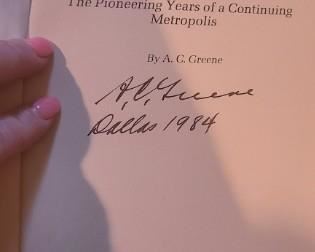 The Pioneering Years of a Continuing
Metropolis
By A. C. Greene
A.C. Greene
Dallas 1984